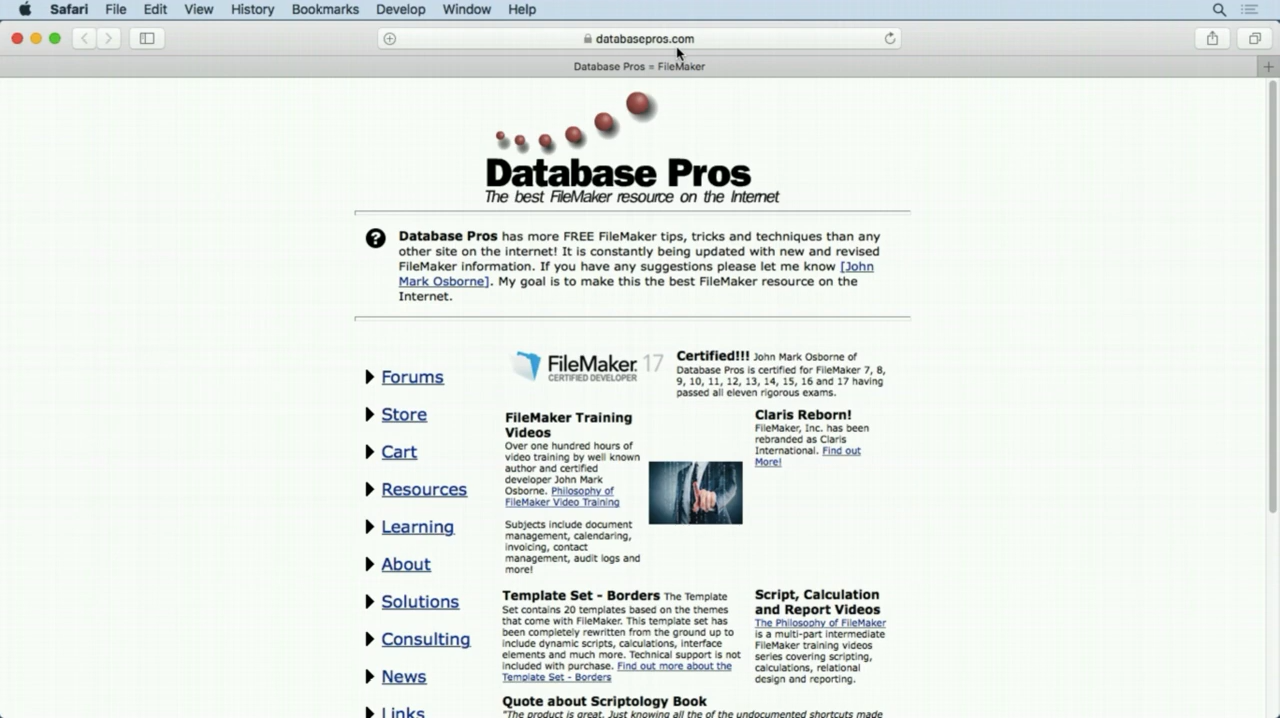 Safari File Edit View History Bookmarks Develop Window Help
databasepros.com
Database Pros = FileMaker
Database Pros
The best FileMaker resource on the Internet
Database Pros has more FREE FileMaker tips, tricks and techniques than any
other site on the internet! It is constantly being updated with new and revised
FileMaker information. If you have any suggestions please let me know [John
Mark Osborne]. My goal is to make this the best FileMaker resource on the
Internet.
Forums
Store
Cart
Resources
Learning
About
Solutions
Consulting
News
Links
FileMaker 17
CERTIFIED DEVELOPER
Certified!!! John Mark Osborne of
Database Pros is certified for FileMaker 7, 8,
9, 10, 11, 12, 13, 14, 15, 16 and 17 having
passed all eleven rigorous exams.
FileMaker Training
Videos
Over one hundred hours of
video training by well known
author and certified
developer John Mark
Osborne. Philosophy of
FileMaker Video Training
Subjects include document
management, calendaring,
invoicing, contact
management, audit logs and
more!
Claris Reborn!
FileMaker, Inc. has been
rebranded as Claris
International. Find out
More!
Template Set - Borders The Template
Set contains 20 templates based on the themes
that come with FileMaker. This template set has
been completely rewritten from the ground up to
include dynamic scripts, calculations, interface
elements and much more. Technical support is not
included with purchase. Find out more about the
Template Set - Borders
Script, Calculation
and Report Videos
The Philosophy of FileMaker
is a multi-part intermediate
FileMaker training videos
series covering scripting,
calculations, relational
design and reporting.
Quote about Scriptology Book
"The product is great. Just knowing all the of the undocumented shortcuts made